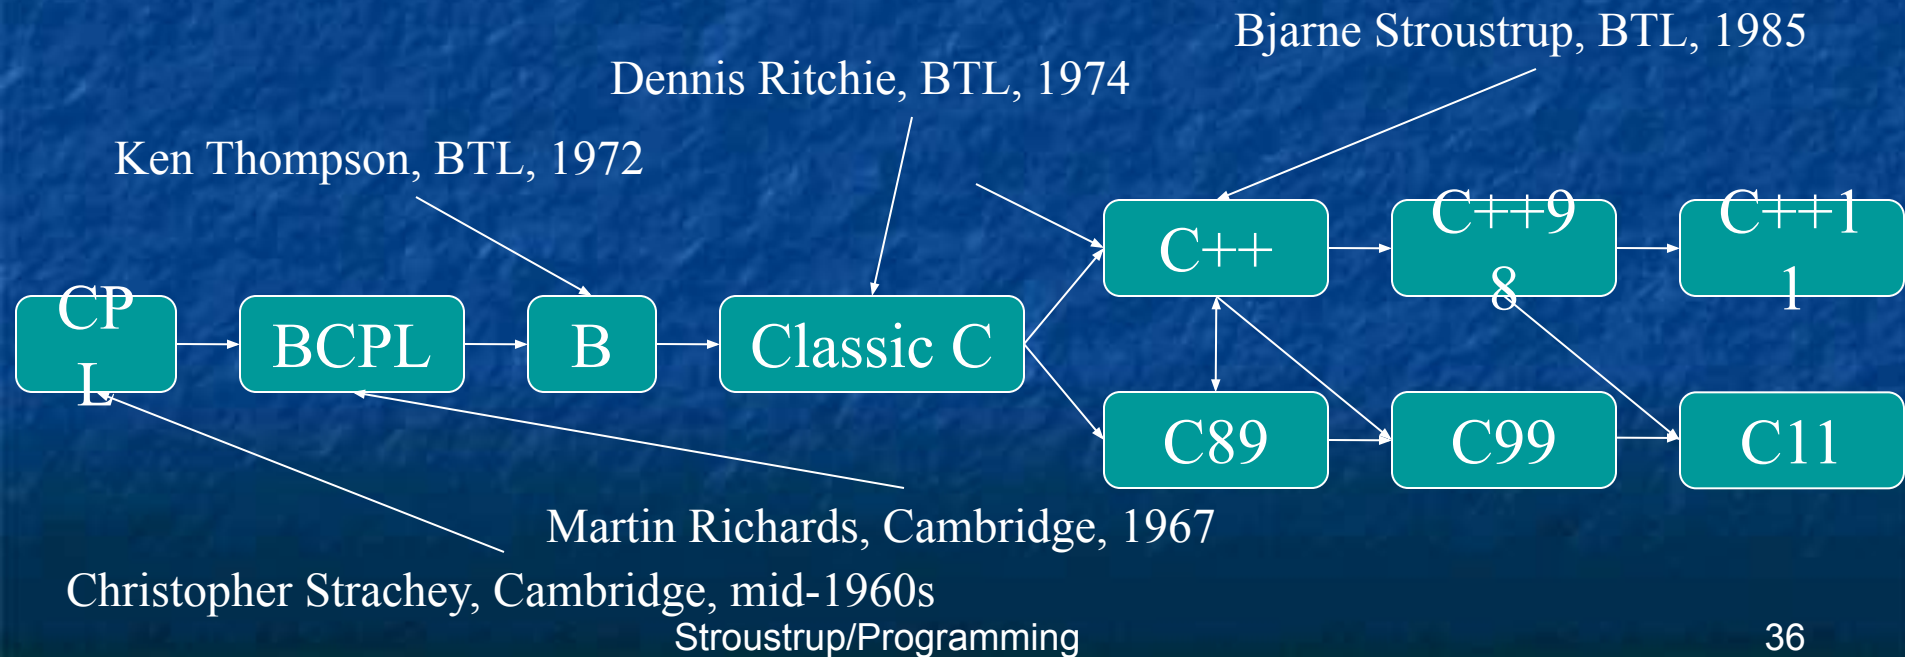 Bjarne Stroustrup, BTL, 1985
Dennis Ritchie, BTL, 1974
Ken Thompson, BTL, 1972
C++
C++9
8
C++1
1
CP
L
BCPL
B
Classic C
C89
C99
C11
Martin Richards, Cambridge, 1967
Christopher Strachey, Cambridge, mid-1960s
Stroustrup/Programming
36